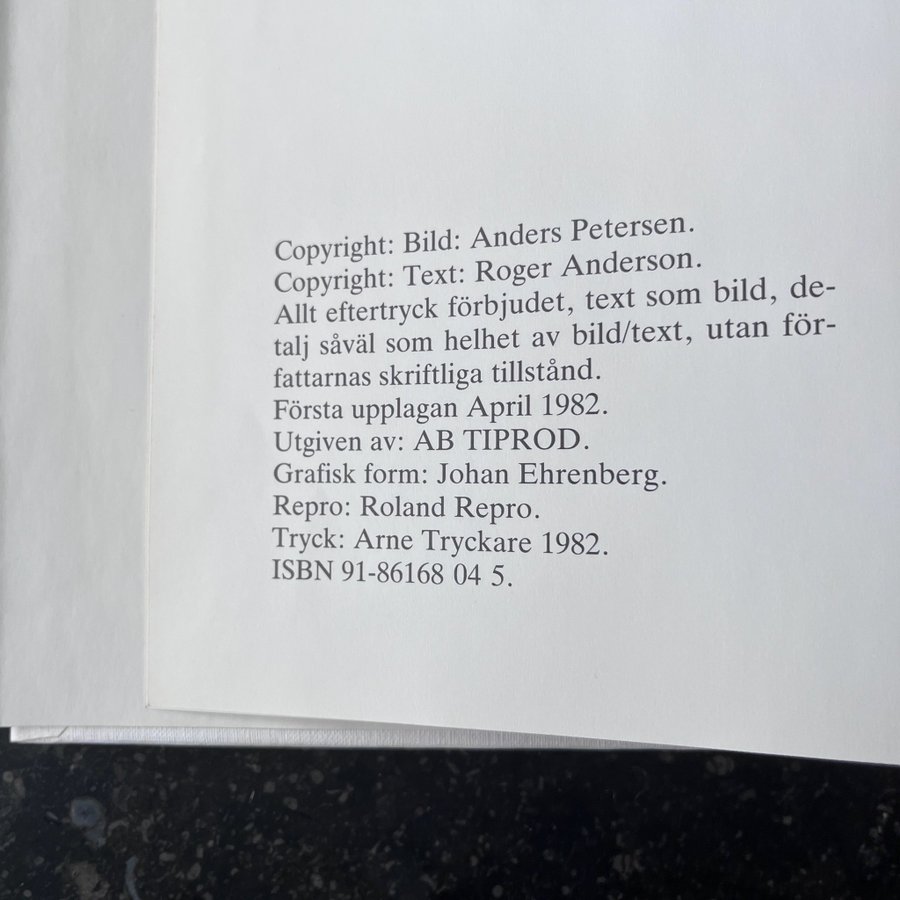 Copyright: Bild: Anders Petersen.
Copyright: Text: Roger Anderson.
Allt eftertryck förbjudet, text som bild, de-
talj såväl som helhet av bild/text, utan för-
fattarnas skriftliga tillstånd.
Första upplagan April 1982.
Utgiven av: AB TIPROD.
Grafisk form: Johan Ehrenberg.
Repro: Roland Repro.
Tryck: Arne Tryckare 1982.
ISBN 91-86168 04 5.